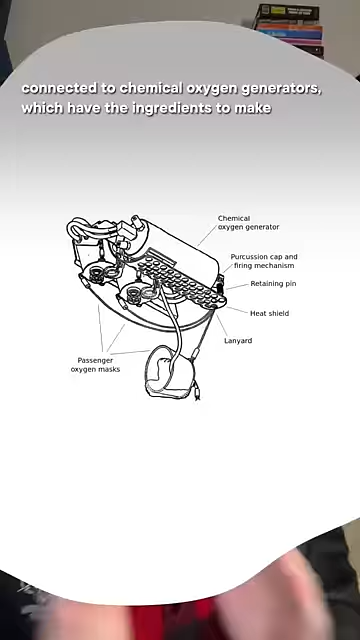 connected to chemical oxygen generators,
which have the ingredients to make
Chemical
oxygen generator
Purcussion cap and
firing mechanism
Retaining pin
Heat shield
Lanyard
Passenger
oxygen masks